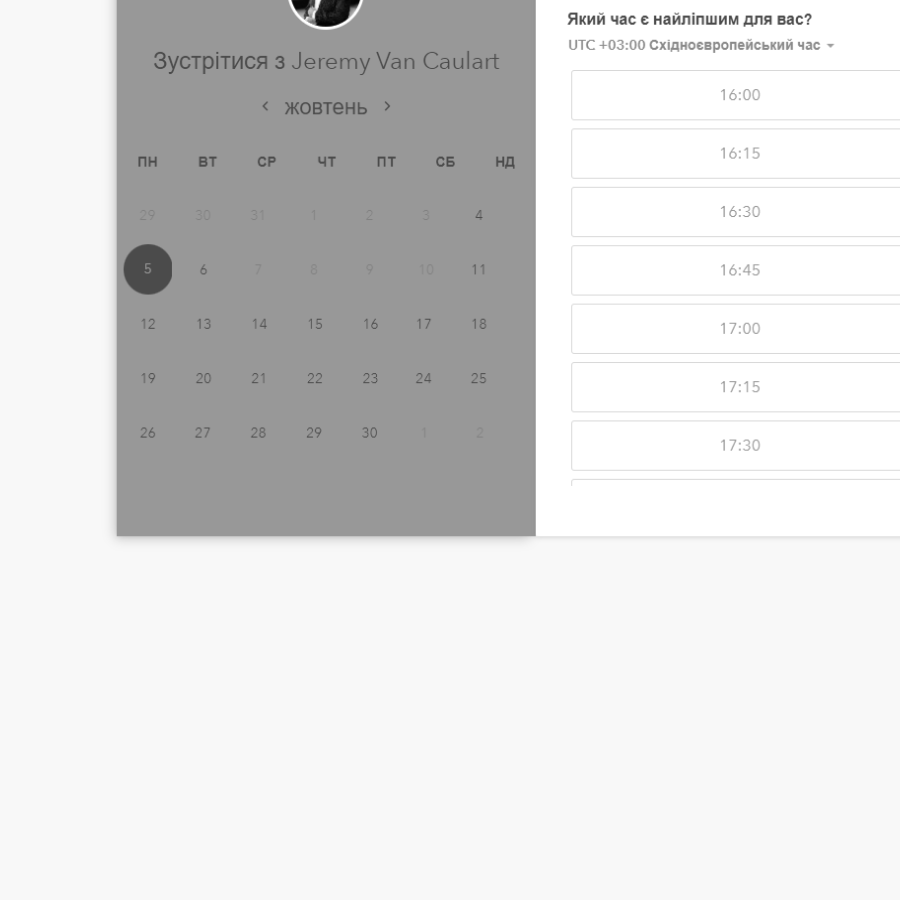 Зустрітися з Jeremy Van Caulart
жовтень
ПН ВТ СР ЧТ ПТ СБ НД
29 30 31 1 2 3 4
5 6 7 8 9 10 11
12 13 14 15 16 17 18
19 20 21 22 23 24 25
26 27 28 29 30 1 2
Який час є найліпшим для вас?
UTC +03:00 Східноєвропейський час
16:00
16:15
16:30
16:45
17:00
17:15
17:30